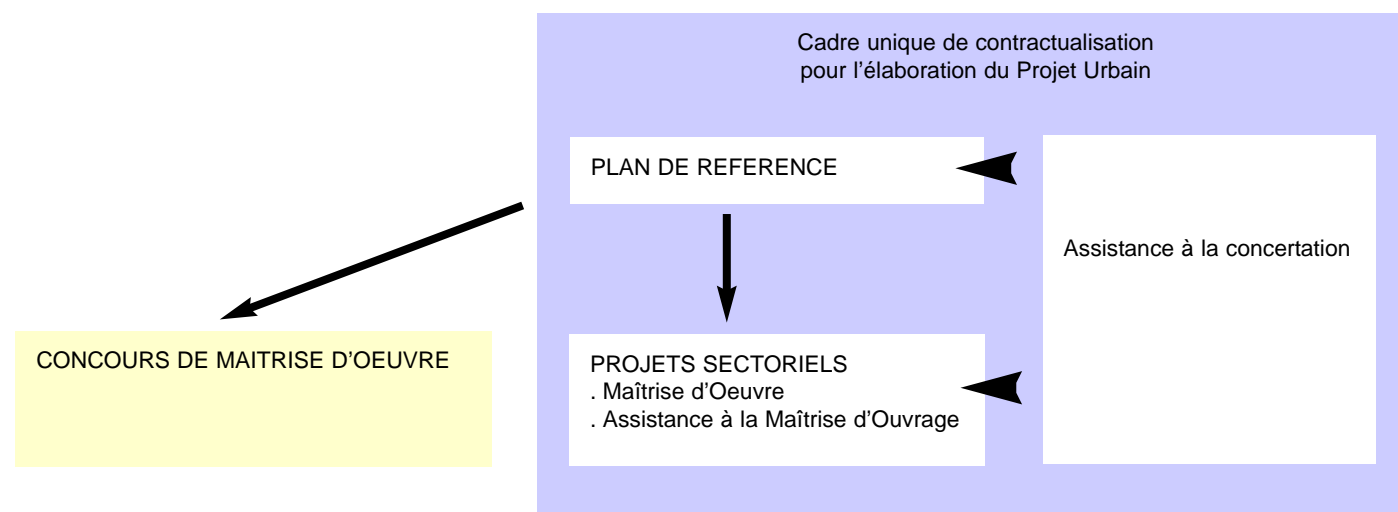 Cadre unique de contractualisation
pour l'élaboration du Projet Urbain
PLAN DE REFERENCE
Assistance à la concertation
CONCOURS DE MAITRISE D'OEUVRE
PROJETS SECTORIELS
. Maîtrise d'Oeuvre
. Assistance à la Maîtrise d'Ouvrage